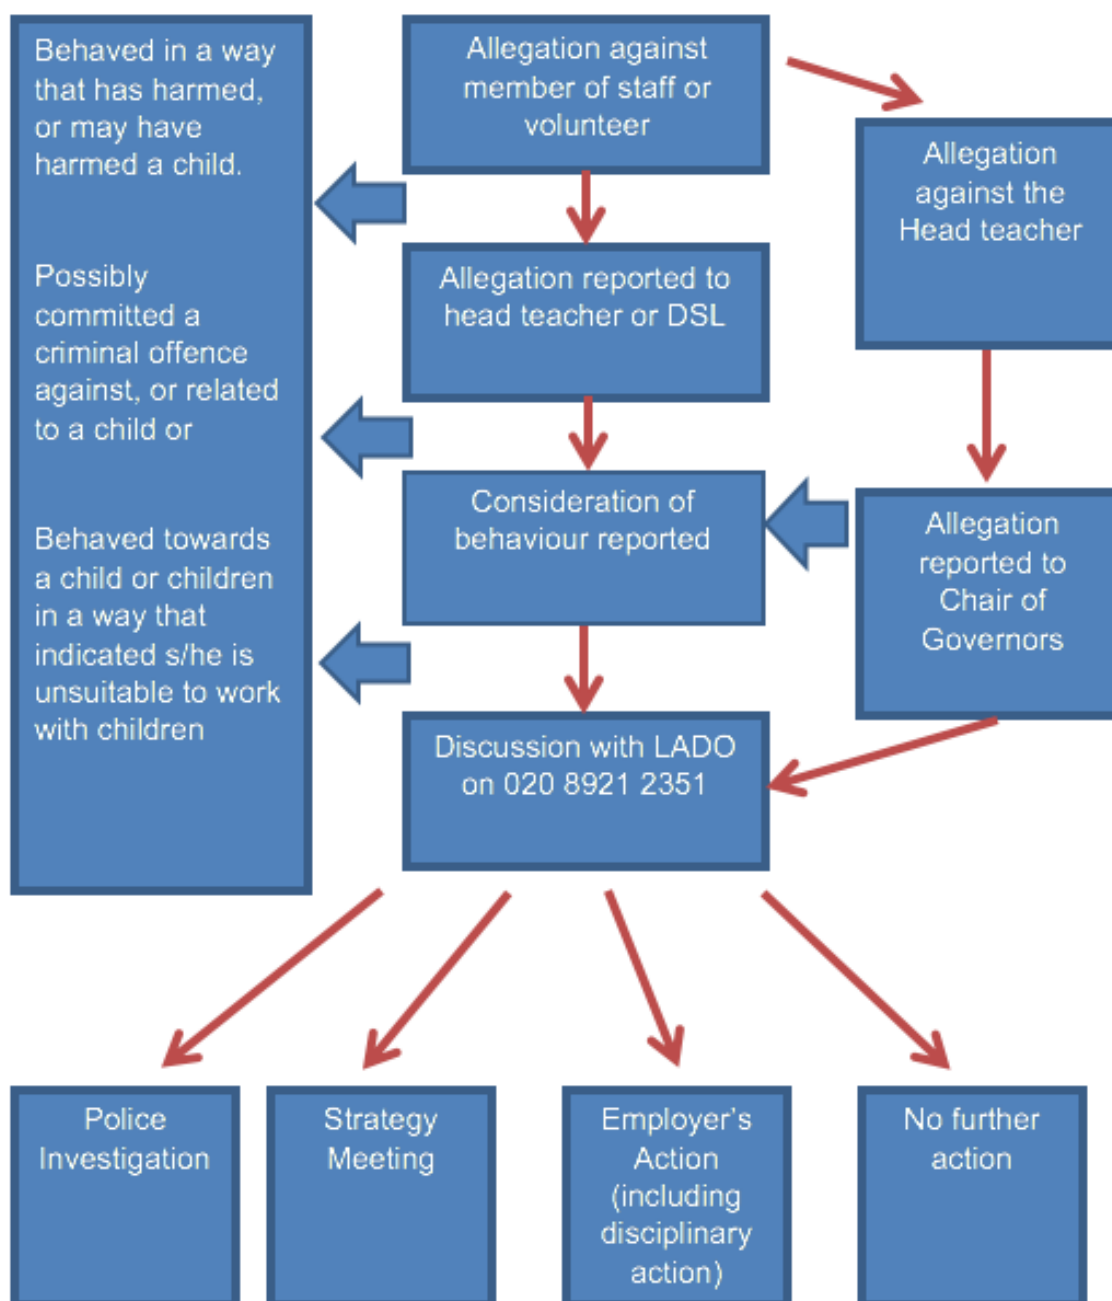 Behaved in a way
that has harmed,
or may have
harmed a child.
Possibly
committed a
criminal offence
against, or related
to a child or
Behaved towards
a child or children
in a way that
indicated s/he is
unsuitable to work
with children
Allegation against
member of staff or
volunteer
Allegation
against the
Head teacher
Allegation reported to
head teacher or DSL
Consideration of
behaviour reported
Allegation
reported to
Chair of
Governors
Discussion with LADO
on 020 8921 2351
Police
Investigation
Strategy
Meeting
Employer’s
Action
(including
disciplinary
action)
No further
action